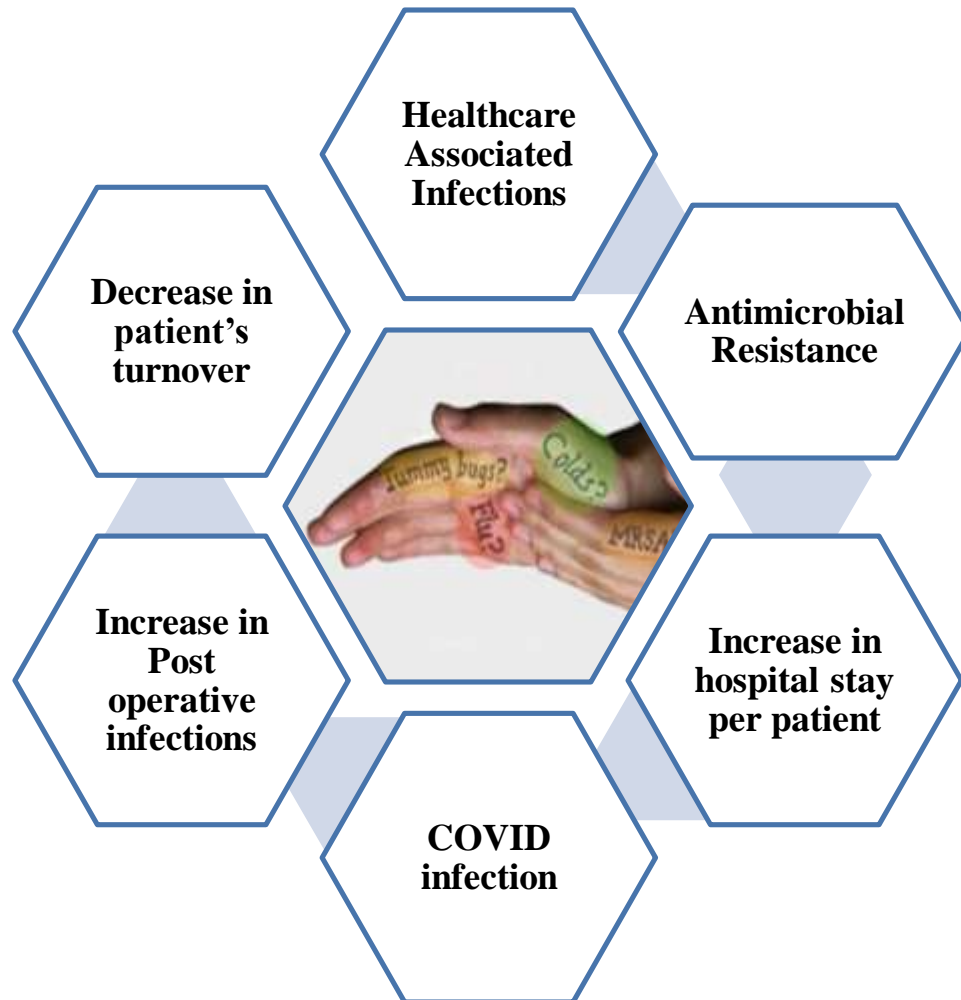 Healthcare
Associated
Infections
Antimicrobial
Resistance
Increase in
hospital stay
per patient
COVID
infection
Increase in
Post
operative
infections
Decrease in
patient’s
turnover
Tummy bugs?
Colds?
Flu?
MRSA